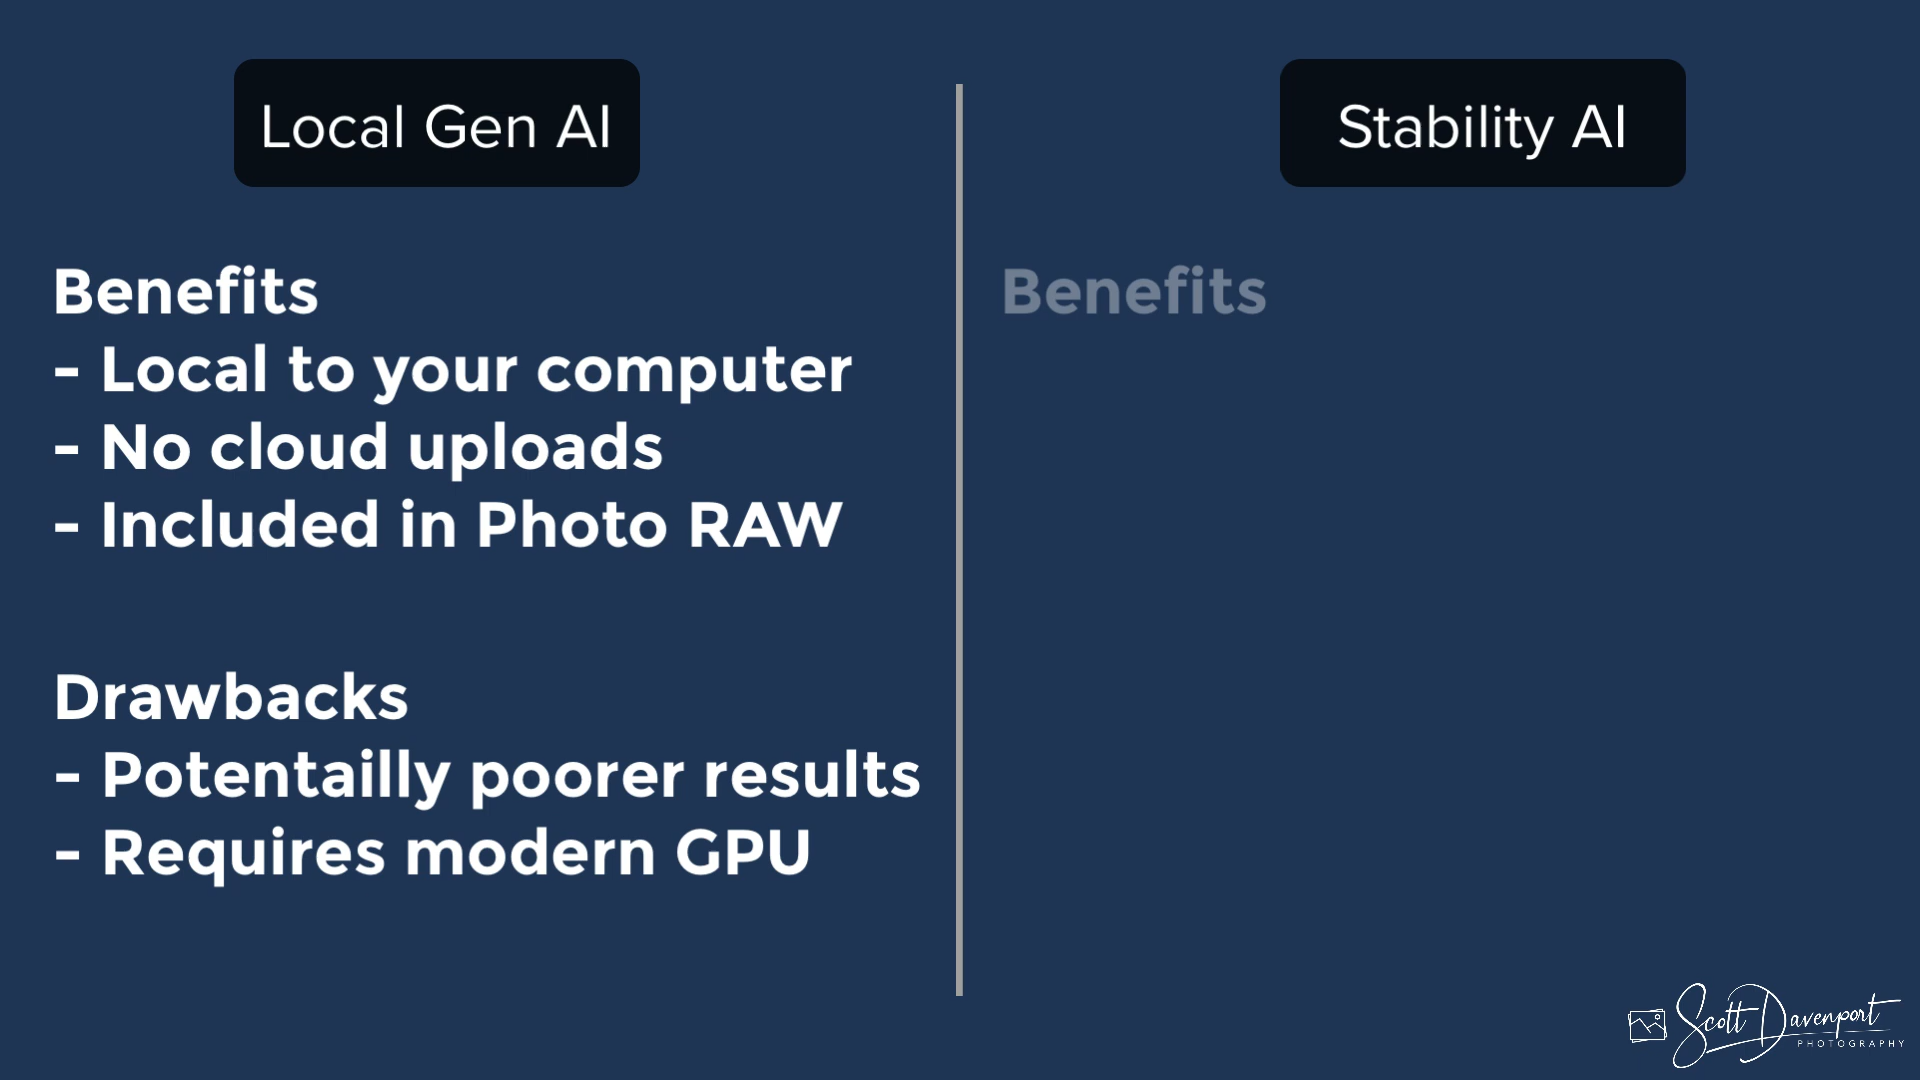 Local Gen AI
Benefits
- Local to your computer
- No cloud uploads
- Included in Photo RAW
Drawbacks
- Potentailly poorer results
- Requires modern GPU
Stability AI
Benefits
Scott Davenport
PHOTOGRAPHY